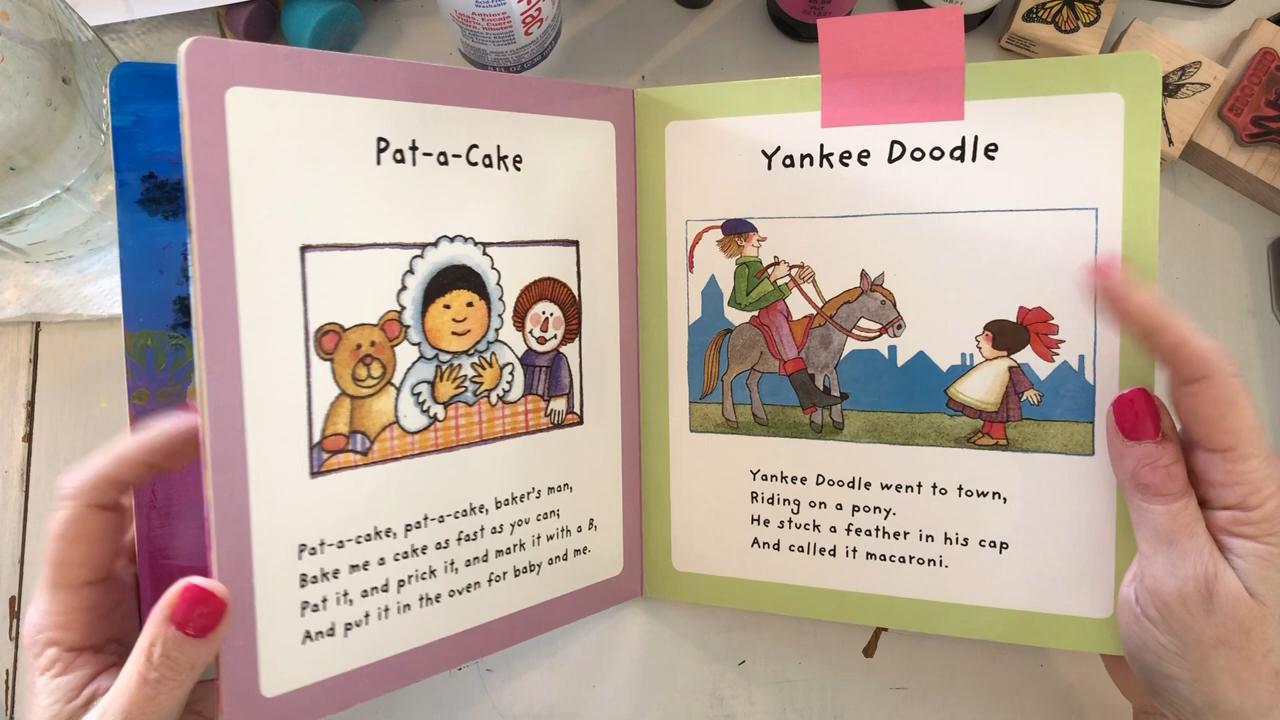 Pat-a-Cake
Pat-a-cake, pat-a-cake, baker's man,
Bake me a cake as fast as you can;
Pat it, and prick it, and mark it with a B,
And put it in the oven for baby and me.
Yankee Doodle
Yankee Doodle went to town,
Riding on a pony.
He stuck a feather in his cap
And called it macaroni.